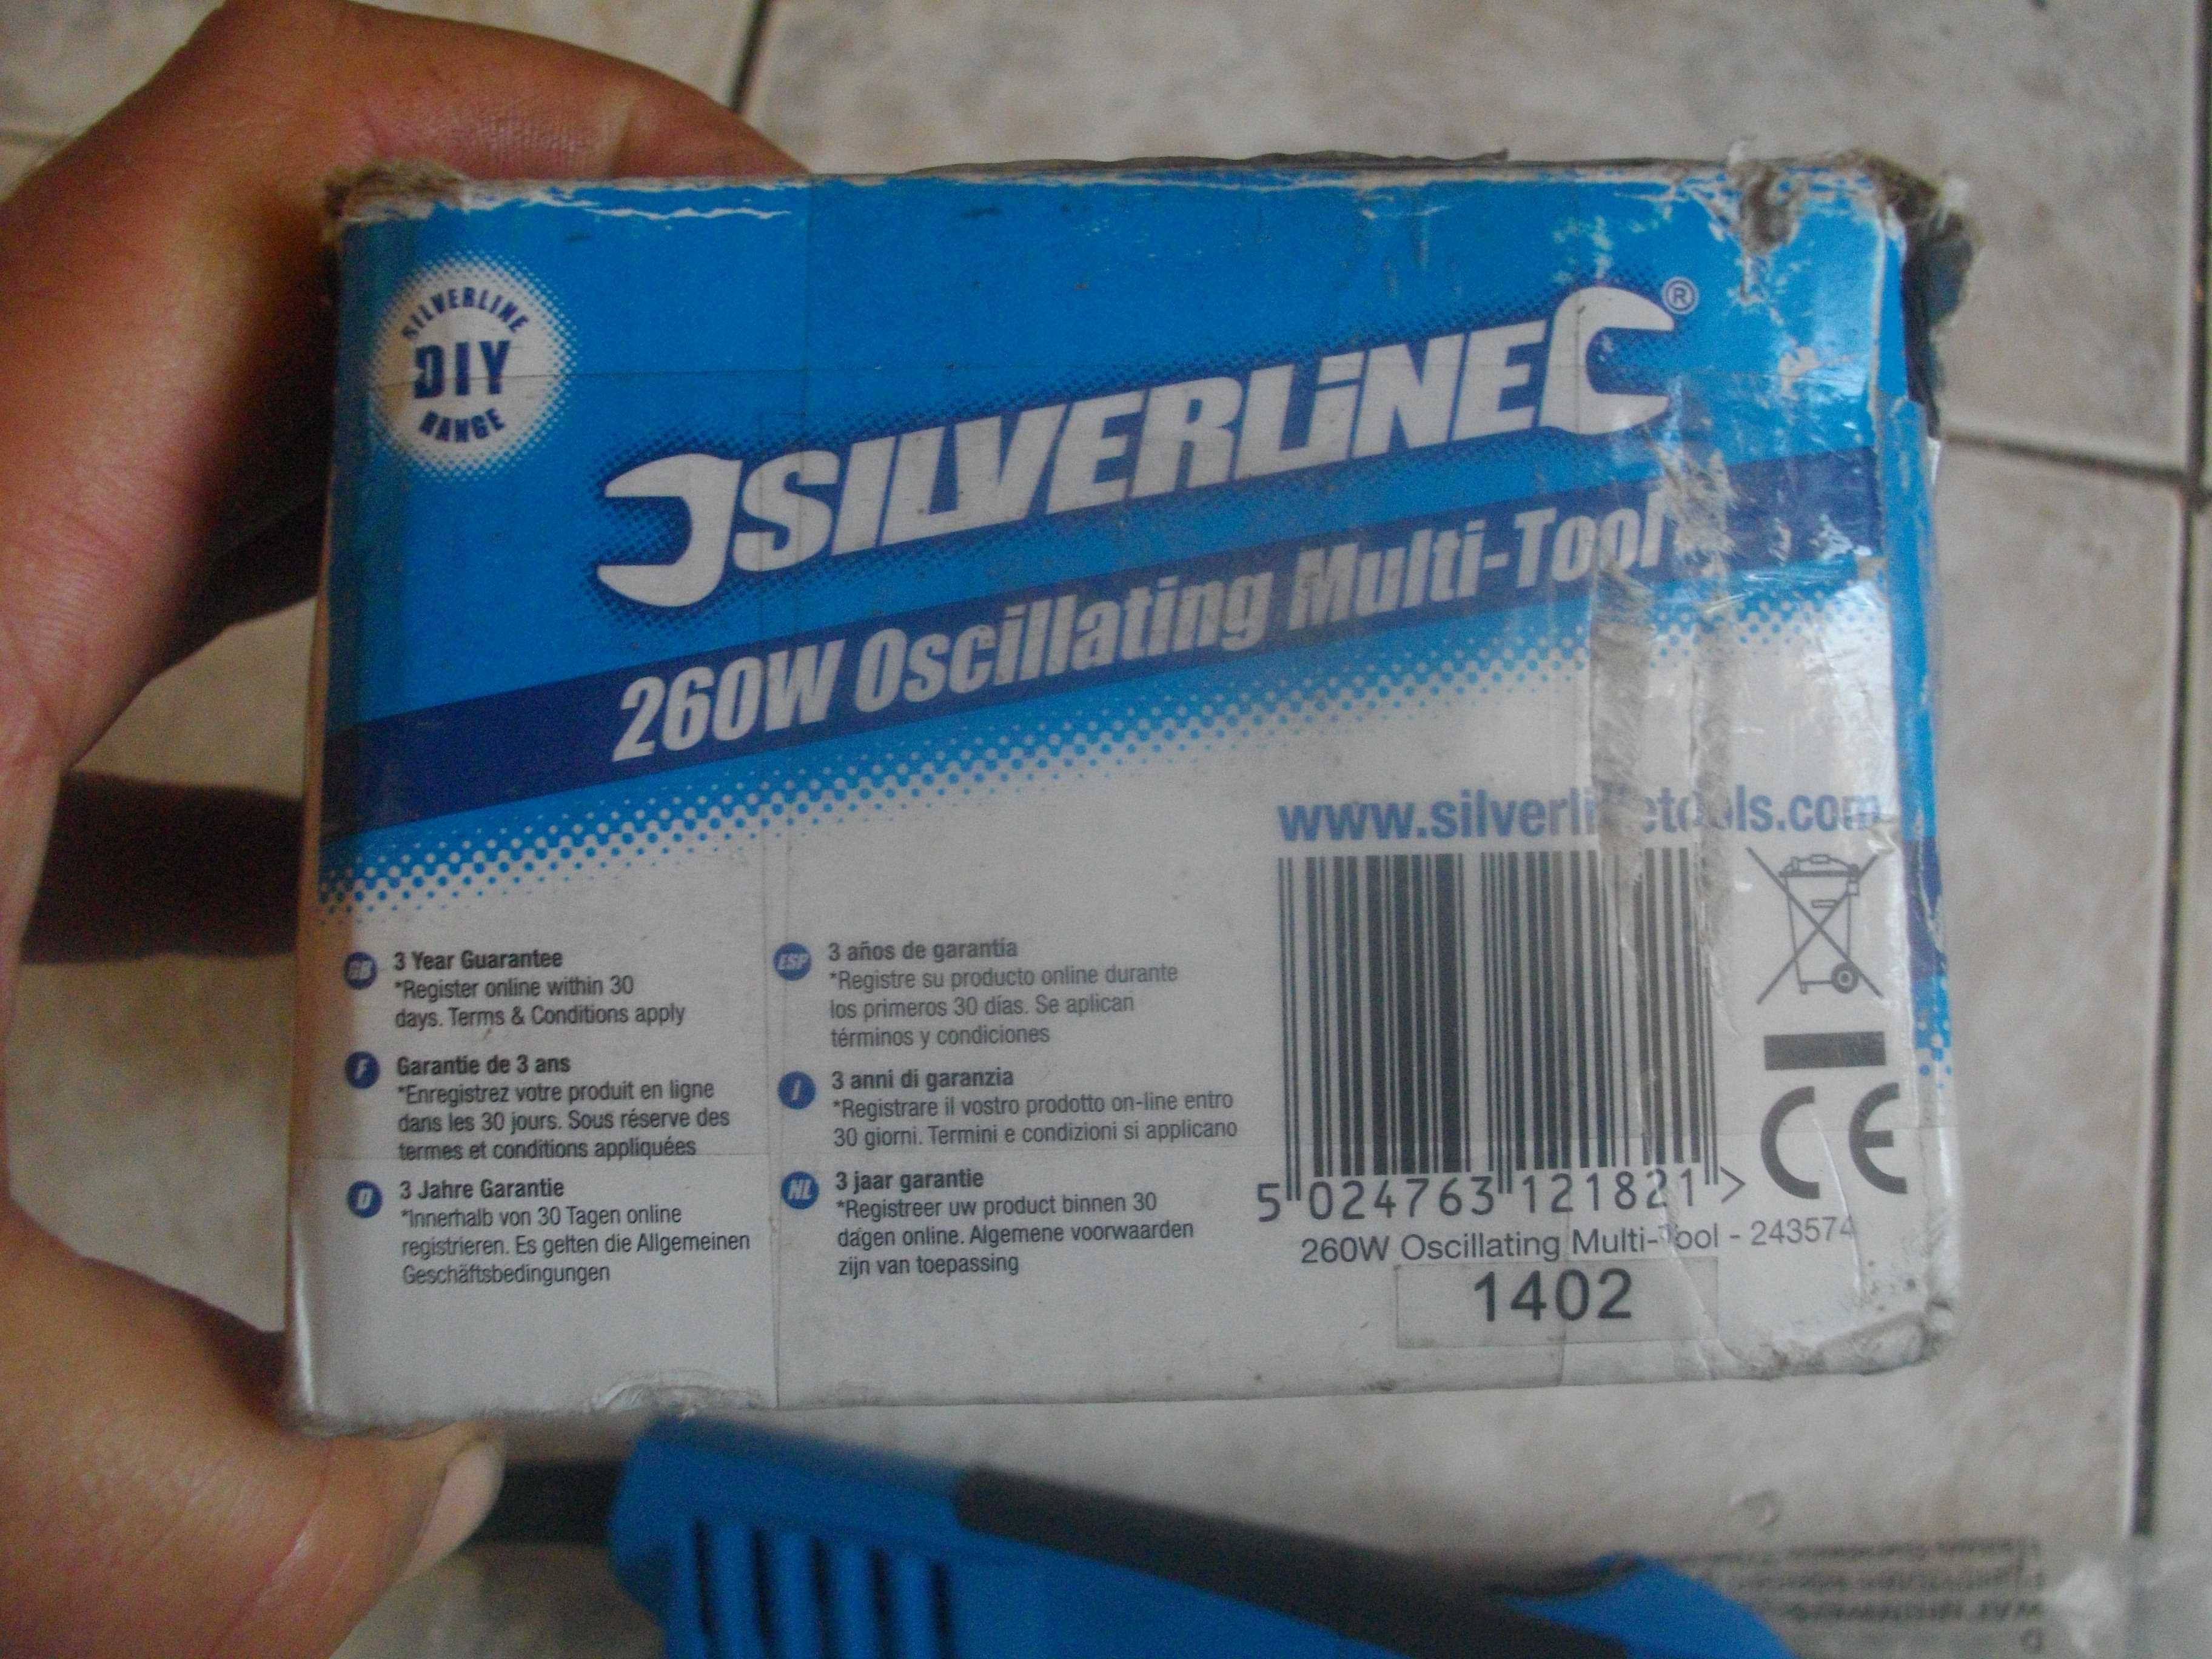 SILVERLINE
DIY
RANGE
SILVERLINE®
260W Oscillating Multi-Tool
www.silverlinetools.com
GB 3 Year Guarantee
*Register online within 30
days. Terms & Conditions apply
F Garantie de 3 ans
*Enregistrez votre produit en ligne
dans les 30 jours. Sous réserve des
termes et conditions appliquées
D 3 Jahre Garantie
*Innerhalb von 30 Tagen online
registrieren. Es gelten die Allgemeinen
Geschäftsbedingungen
ESP 3 años de garantía
*Registre su producto online durante
los primeros 30 días. Se aplican
términos y condiciones
I 3 anni di garanzia
*Registrare il vostro prodotto on-line entro
30 giorni. Termini e condizioni si applicano
NL 3 jaar garantie
*Registreer uw product binnen 30
dagen online. Algemene voorwaarden
zijn van toepassing
CE
5 024763 121821 >
260W Oscillating Multi-Tool - 243574
1402